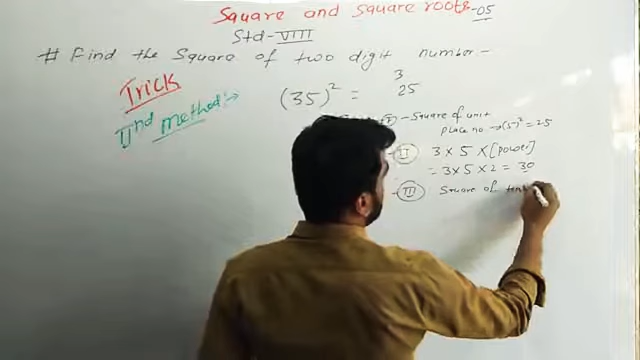 Square and Square roots-05
Std-VIII
# Find the Square of two digit number:-
Trick
IInd method:→
3
(35)² = 25
- Square of unit
place no. → (5)² = 25
II 3 × 5 × [power]
= 3×5 × 2 = 30
- III Square of ten